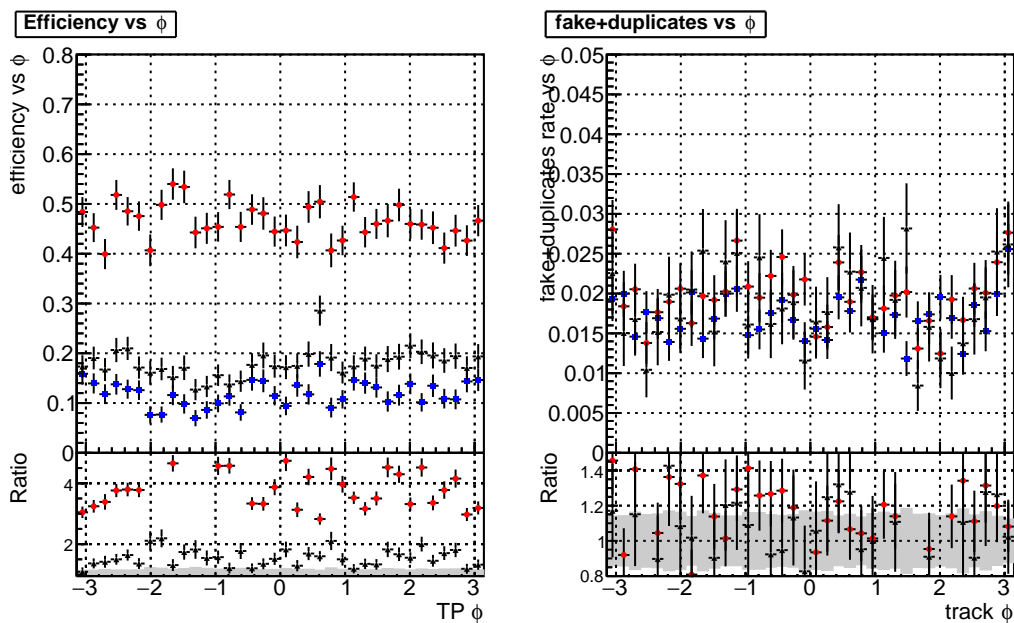 Efficiency vs ϕ
efficiency vs ϕ
0.8
0.7
0.6
0.5
0.4
0.3
0.2
0.1
0
Ratio
4
2
−3 −2 −1 0 1 2 3
TP ϕ
fake+duplicates vs ϕ
fake+duplicates rate vs ϕ
0.05
0.045
0.04
0.035
0.03
0.025
0.02
0.015
0.01
0.005
0
Ratio
1.4
1.2
1
0.8
−3 −2 −1 0 1 2 3
track ϕ